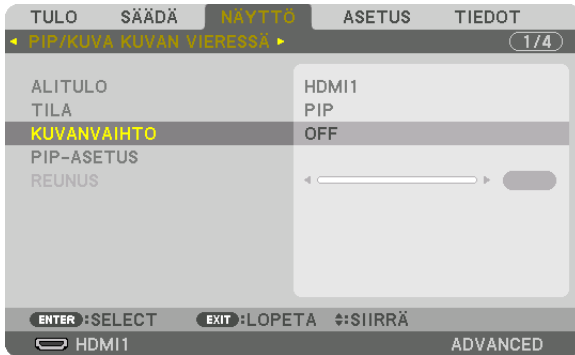 TULO SÄÄDÄ NÄYTTÖ ASETUS TIEDOT
PIP/KUVA KUVAN VIERESSÄ 1/4
ALITULO HDMI1
TILA PIP
KUVANVAIHTO OFF
PIP-ASETUS
REUNUS
ENTER :SELECT EXIT :LOPETA :SIIRRÄ
HDMI1 ADVANCED